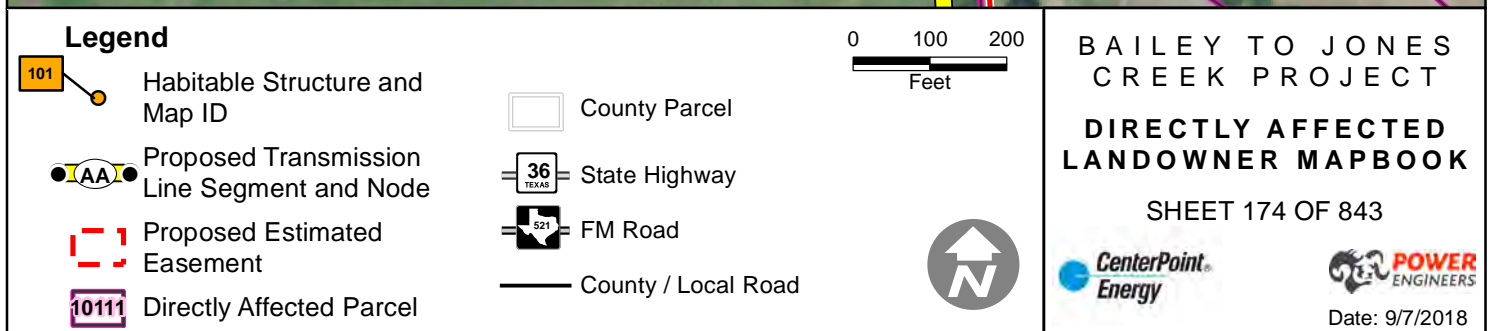 Legend
101
Habitable Structure and
Map ID
AA
Proposed Transmission
Line Segment and Node
Proposed Estimated
Easement
10111
Directly Affected Parcel
County Parcel
36
TEXAS
State Highway
521
FM Road
County / Local Road
0 100 200
Feet
N
BAILEY TO JONES
CREEK PROJECT
DIRECTLY AFFECTED
LANDOWNER MAPBOOK
SHEET 174 OF 843
CenterPoint®
Energy
POWER
ENGINEERS
Date: 9/7/2018